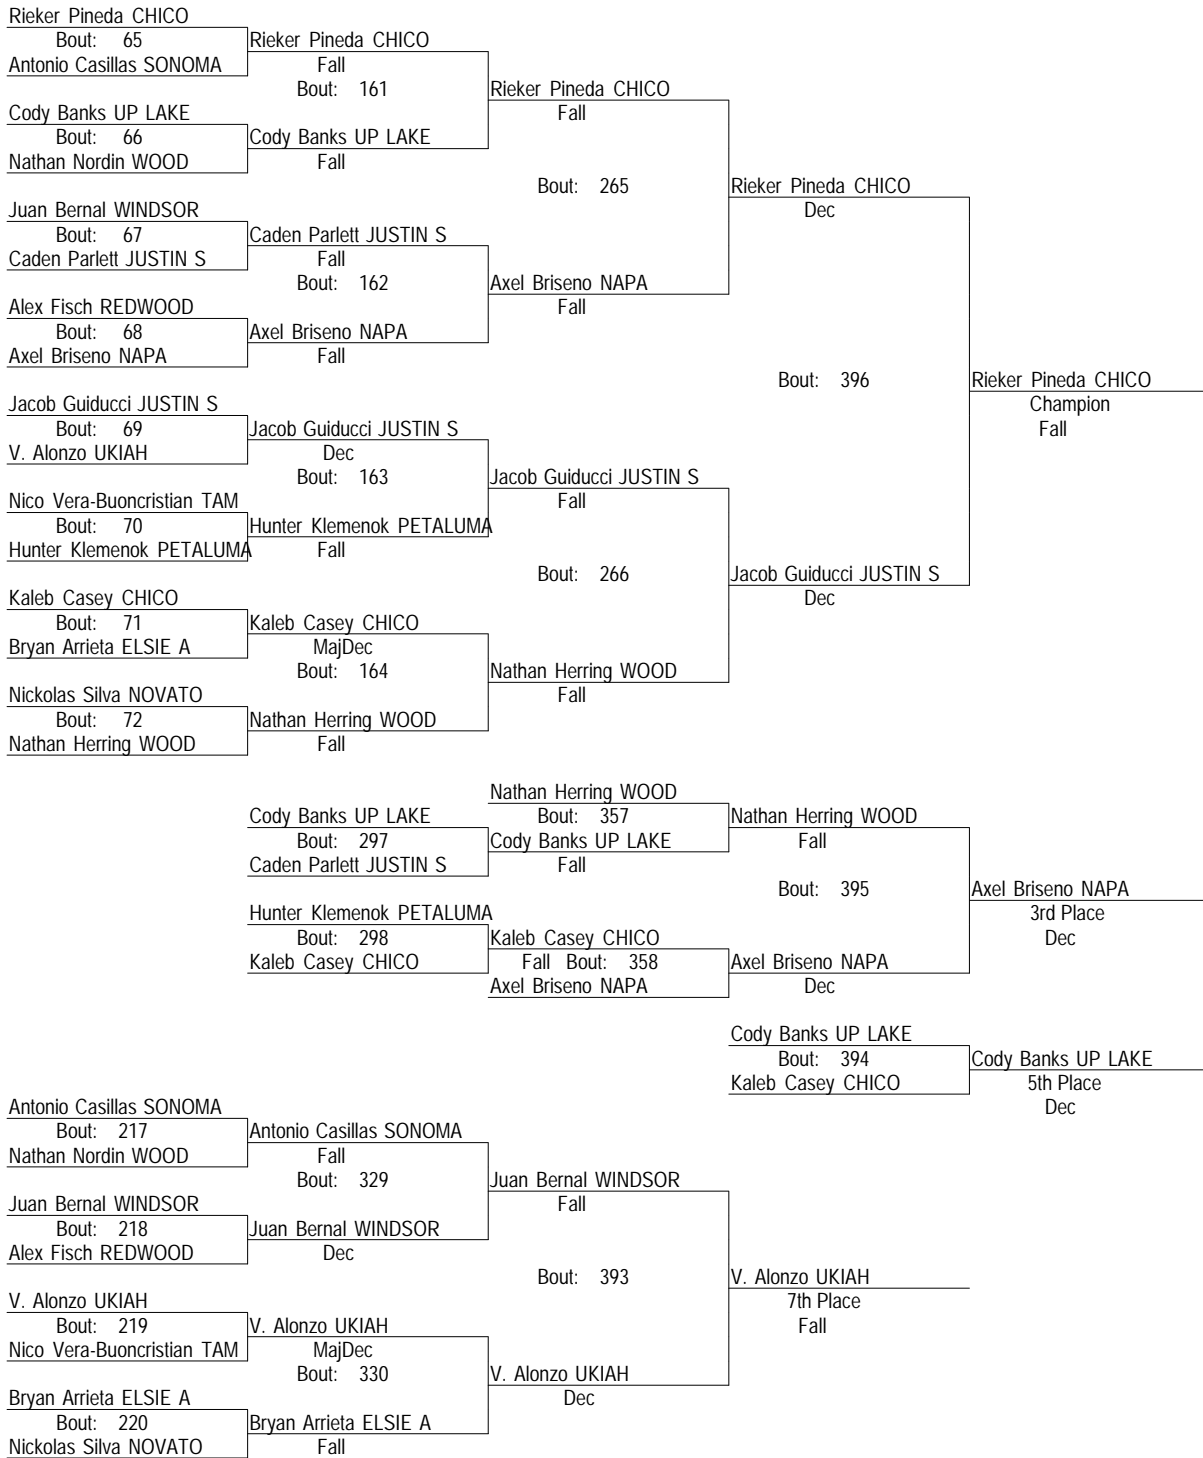 Rieker Pineda CHICO
Bout: 65
Rieker Pineda CHICO
Antonio Casillas SONOMA
Fall
Bout: 161
Rieker Pineda CHICO
Cody Banks UP LAKE
Fall
Bout: 66
Cody Banks UP LAKE
Nathan Nordin WOOD
Fall
Bout: 265
Rieker Pineda CHICO
Juan Bernal WINDSOR
Dec
Bout: 67
Caden Parlett JUSTIN S
Caden Parlett JUSTIN S
Fall
Bout: 162
Axel Briseno NAPA
Alex Fisch REDWOOD
Fall
Bout: 68
Axel Briseno NAPA
Axel Briseno NAPA
Fall
Bout: 396
Rieker Pineda CHICO
Jacob Guiducci JUSTIN S
Champion
Bout: 69
Jacob Guiducci JUSTIN S
Fall
V. Alonzo UKIAH
Dec
Bout: 163
Jacob Guiducci JUSTIN S
Nico Vera-Buoncristian TAM
Fall
Bout: 70
Hunter Klemenok PETALUMA
Hunter Klemenok PETALUMA
Fall
Bout: 266
Jacob Guiducci JUSTIN S
Kaleb Casey CHICO
Dec
Bout: 71
Kaleb Casey CHICO
Bryan Arrieta ELSIE A
MajDec
Bout: 164
Nathan Herring WOOD
Nickolas Silva NOVATO
Fall
Bout: 72
Nathan Herring WOOD
Nathan Herring WOOD
Fall
Nathan Herring WOOD
Cody Banks UP LAKE
Bout: 357
Nathan Herring WOOD
Bout: 297
Cody Banks UP LAKE
Fall
Caden Parlett JUSTIN S
Fall
Bout: 395
Axel Briseno NAPA
Hunter Klemenok PETALUMA
3rd Place
Bout: 298
Kaleb Casey CHICO
Dec
Kaleb Casey CHICO
Fall Bout: 358
Axel Briseno NAPA
Axel Briseno NAPA
Dec
Cody Banks UP LAKE
Bout: 394
Cody Banks UP LAKE
Kaleb Casey CHICO
5th Place
Dec
Antonio Casillas SONOMA
Bout: 217
Antonio Casillas SONOMA
Nathan Nordin WOOD
Fall
Bout: 329
Juan Bernal WINDSOR
Juan Bernal WINDSOR
Fall
Bout: 218
Juan Bernal WINDSOR
Alex Fisch REDWOOD
Dec
Bout: 393
V. Alonzo UKIAH
V. Alonzo UKIAH
7th Place
Bout: 219
V. Alonzo UKIAH
Fall
Nico Vera-Buoncristian TAM
MajDec
Bout: 330
V. Alonzo UKIAH
Bryan Arrieta ELSIE A
Dec
Bout: 220
Bryan Arrieta ELSIE A
Nickolas Silva NOVATO
Fall